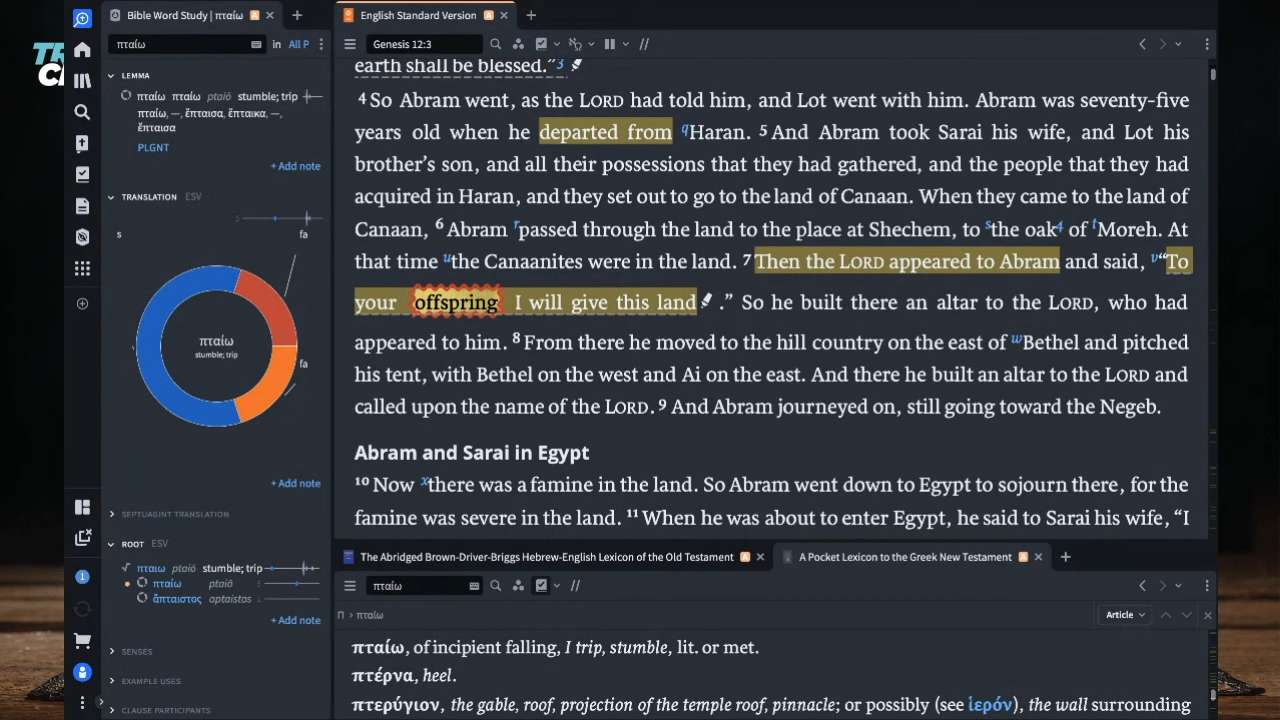 Bible Word Study | πταίω A
πταίω in All P
LEMMA
πταίω πταίω ptaiō stumble; trip
πταίω, —, ἔπταισα, ἔπταικα, —,
ἔπταισα
PLGNT
+ Add note
TRANSLATION ESV
s
s
fa
πταίω
stumble; trip
fa
+ Add note
SEPTUAGINT TRANSLATION
ROOT ESV
πταιω ptaiō stumble; trip
πταίω ptaiō s
ἄπταιστος aptaistos
+ Add note
SENSES
EXAMPLE USES
CLAUSE PARTICIPANTS
1
English Standard Version A
Genesis 12:3
earth shall be blessed.”3
4 So Abram went, as the LORD had told him, and Lot went with him. Abram was seventy-five
years old when he departed from qHaran. 5 And Abram took Sarai his wife, and Lot his
brother’s son, and all their possessions that they had gathered, and the people that they had
acquired in Haran, and they set out to go to the land of Canaan. When they came to the land of
Canaan, 6 Abram rpassed through the land to the place at Shechem, to sthe oak4 of tMoreh. At
that time uthe Canaanites were in the land. 7 Then the LORD appeared to Abram and said, v“To
your offspring I will give this land.” So he built there an altar to the LORD, who had
appeared to him. 8 From there he moved to the hill country on the east of wBethel and pitched
his tent, with Bethel on the west and Ai on the east. And there he built an altar to the LORD and
called upon the name of the LORD. 9 And Abram journeyed on, still going toward the Negeb.
Abram and Sarai in Egypt
10 Now xthere was a famine in the land. So Abram went down to Egypt to sojourn there, for the
famine was severe in the land. 11 When he was about to enter Egypt, he said to Sarai his wife, “I
The Abridged Brown-Driver-Briggs Hebrew-English Lexicon of the Old Testament A
A Pocket Lexicon to the Greek New Testament A
πταίω
Π › πταίω
Article
πταίω, of incipient falling, I trip, stumble, lit. or met.
πτέρνα, heel.
πτερύγιον, the gable, roof, projection of the temple roof, pinnacle; or possibly (see ἱερόν), the wall surrounding